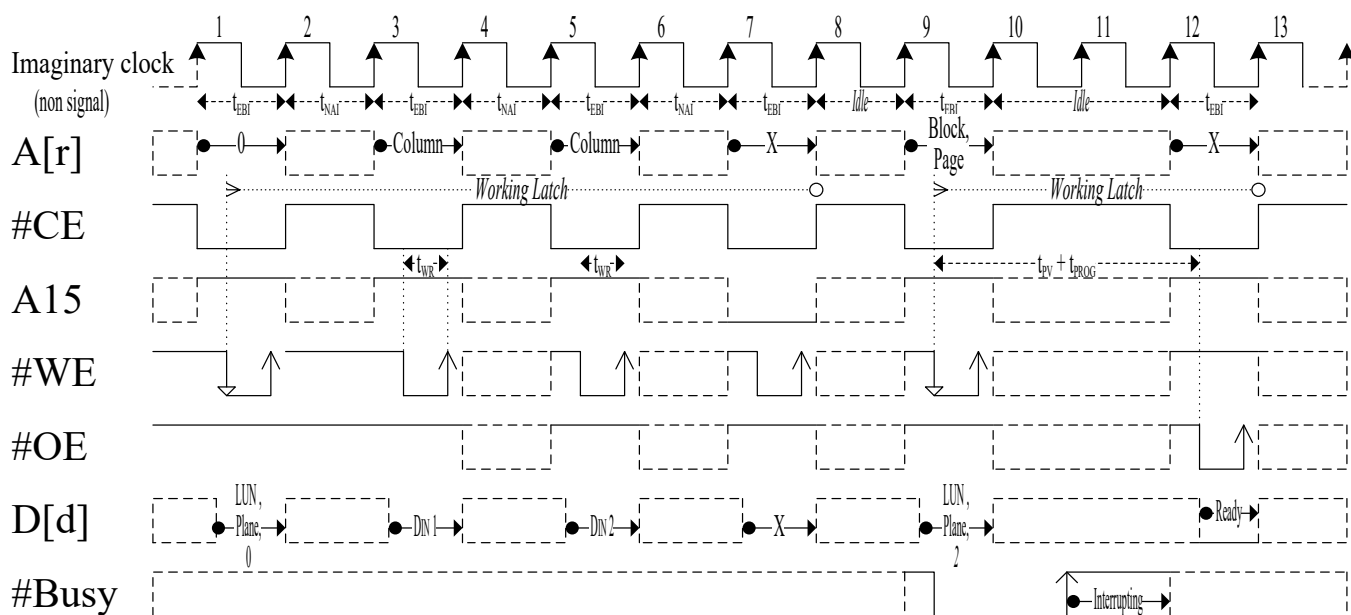 1 2 3 4 5 6 7 8 9 10 11 12 13
Imaginary clock
(non signal)
tEBI tNAI tEBI tNAI tEBI tNAI tEBI Idle tEBI Idle tEBI
A[r] 0 Column Column X Block, Page X
Working Latch Working Latch
#CE
tWR tWR tPV + tPROG
A15
#WE
#OE
D[d] LUN, Plane, 0 DIN 1 DIN 2 X LUN, Plane, 2 Ready
#Busy Interrupting